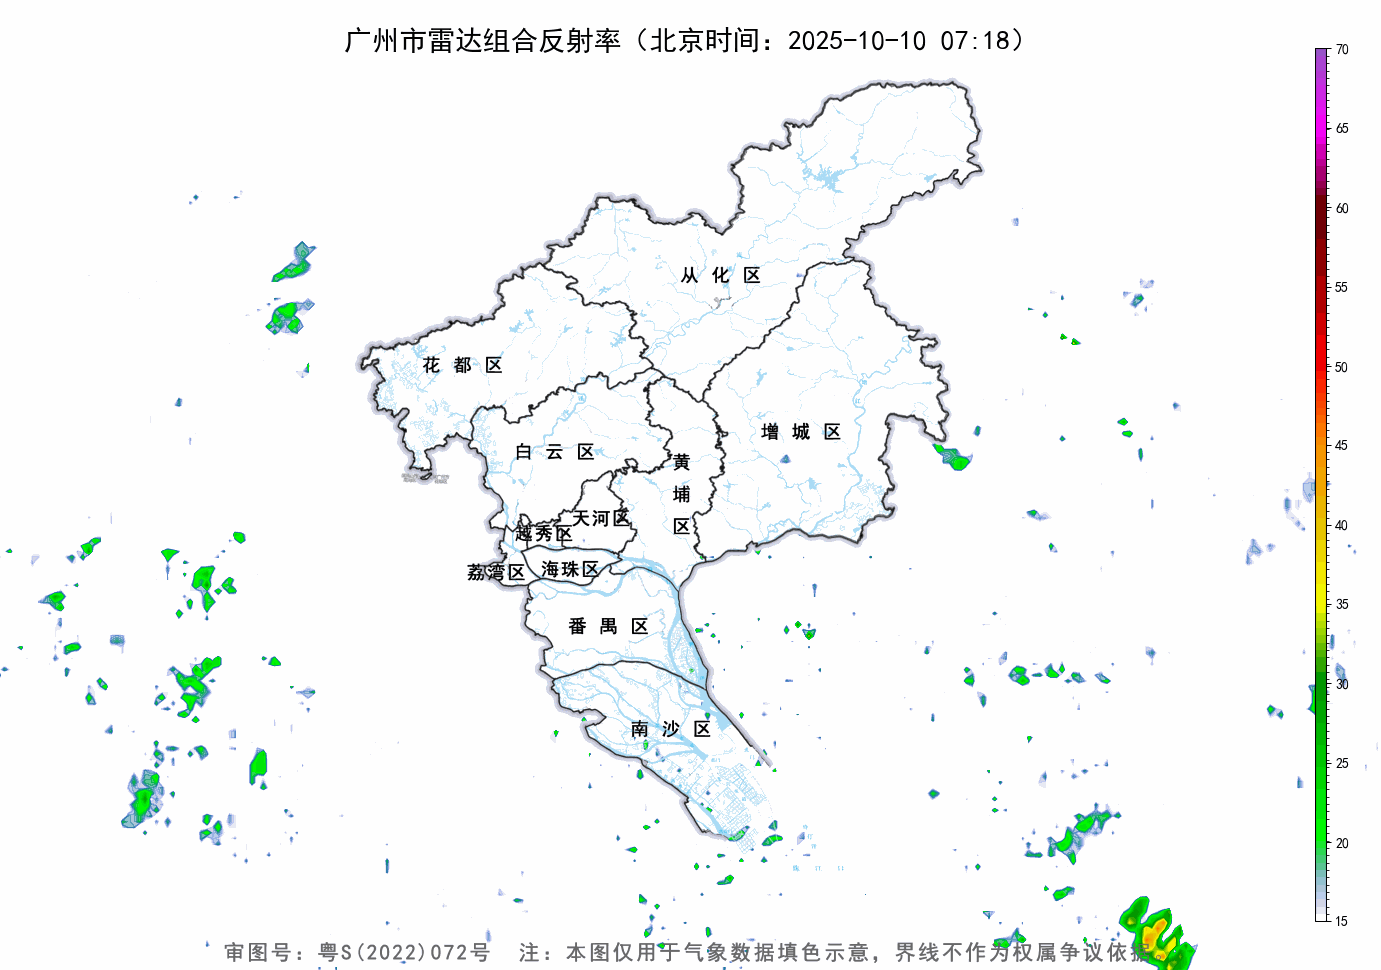 广州市雷达组合反射率（北京时间：2025-10-10 07:18）
70
65
60
55
50
45
40
35
30
25
20
15
从化区
花都区
增城区
白云区
黄埔区
天河区
越秀区
海珠区
荔湾区
番禺区
南沙区
审图号：粤S(2022)072号 注：本图仅用于气象数据填色示意，界线不作为权属争议依据